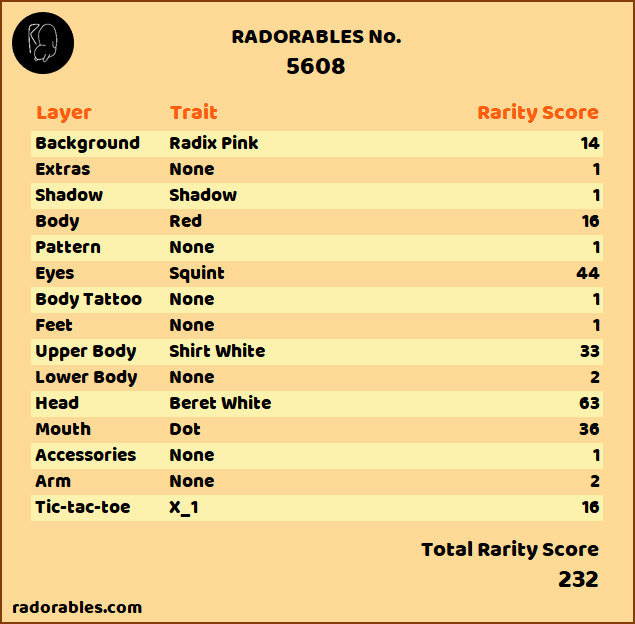 RADORABLES No.
5608
Layer Trait Rarity Score
Background Radix Pink 14
Extras None 1
Shadow Shadow 1
Body Red 16
Pattern None 1
Eyes Squint 44
Body Tattoo None 1
Feet None 1
Upper Body Shirt White 33
Lower Body None 2
Head Beret White 63
Mouth Dot 36
Accessories None 1
Arm None 2
Tic-tac-toe X_1 16
Total Rarity Score
232
radorables.com